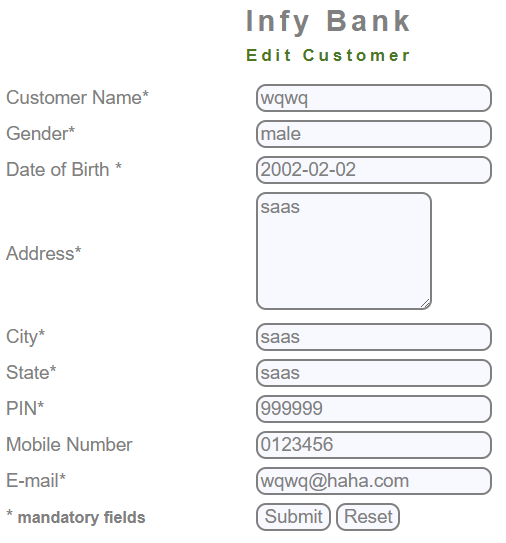 Infy Bank
Edit Customer
Customer Name* wqwq
Gender* male
Date of Birth * 2002-02-02
Address* saas
City* saas
State* saas
PIN* 999999
Mobile Number 0123456
E-mail* wqwq@haha.com
* mandatory fields Submit Reset